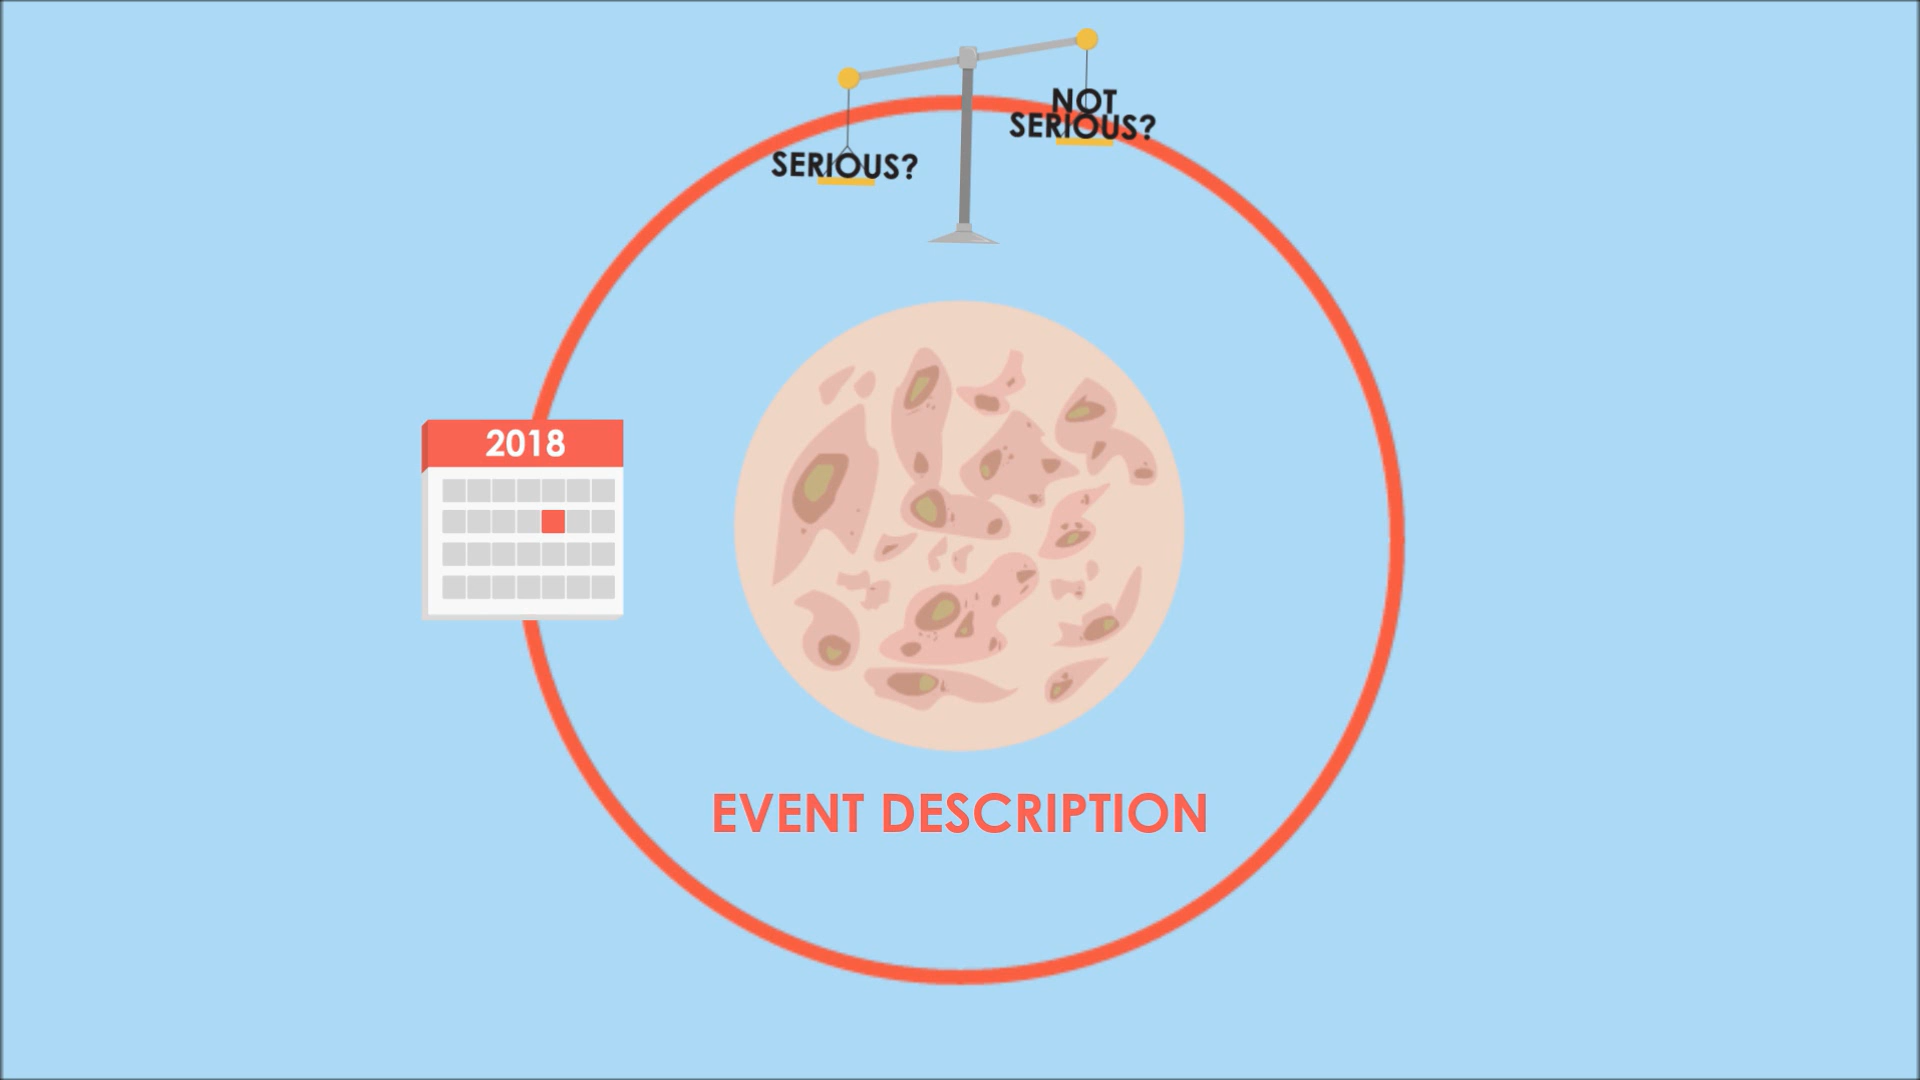 NOT
SERIOUS?
SERIOUS?
2018
EVENT DESCRIPTION